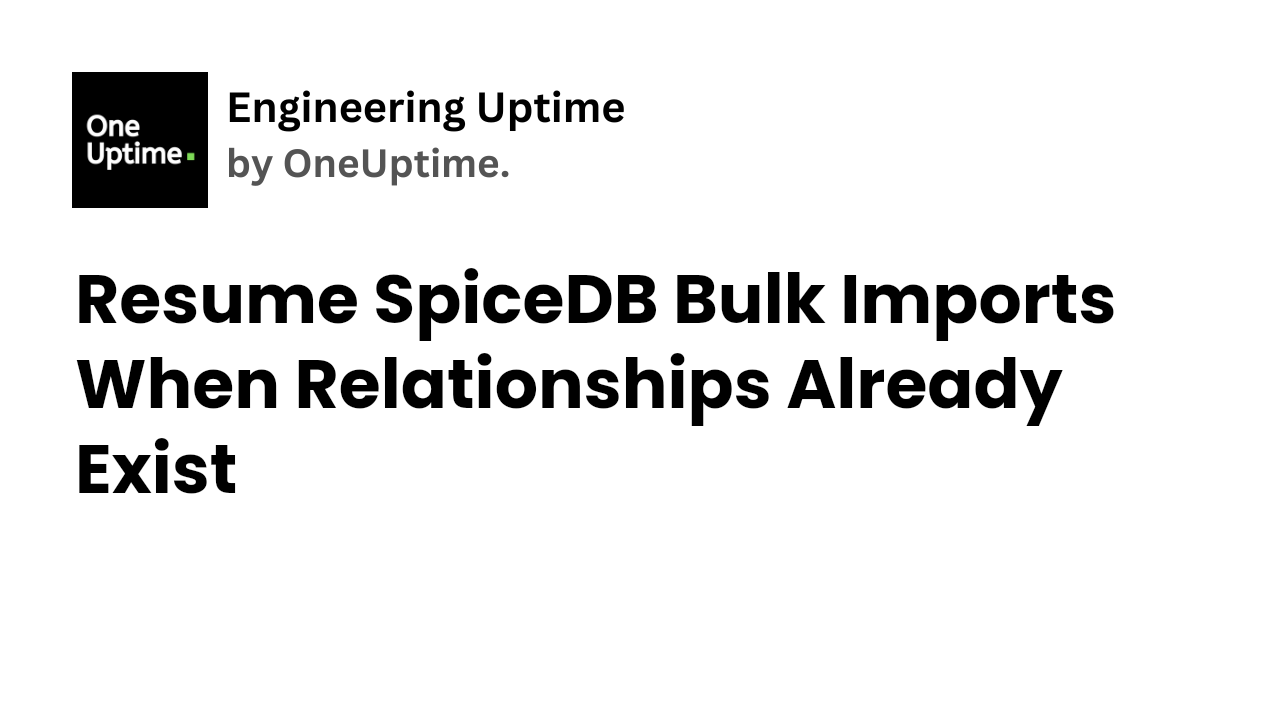 One
Uptime.
Engineering Uptime
by OneUptime.
Resume SpiceDB Bulk Imports
When Relationships Already
Exist